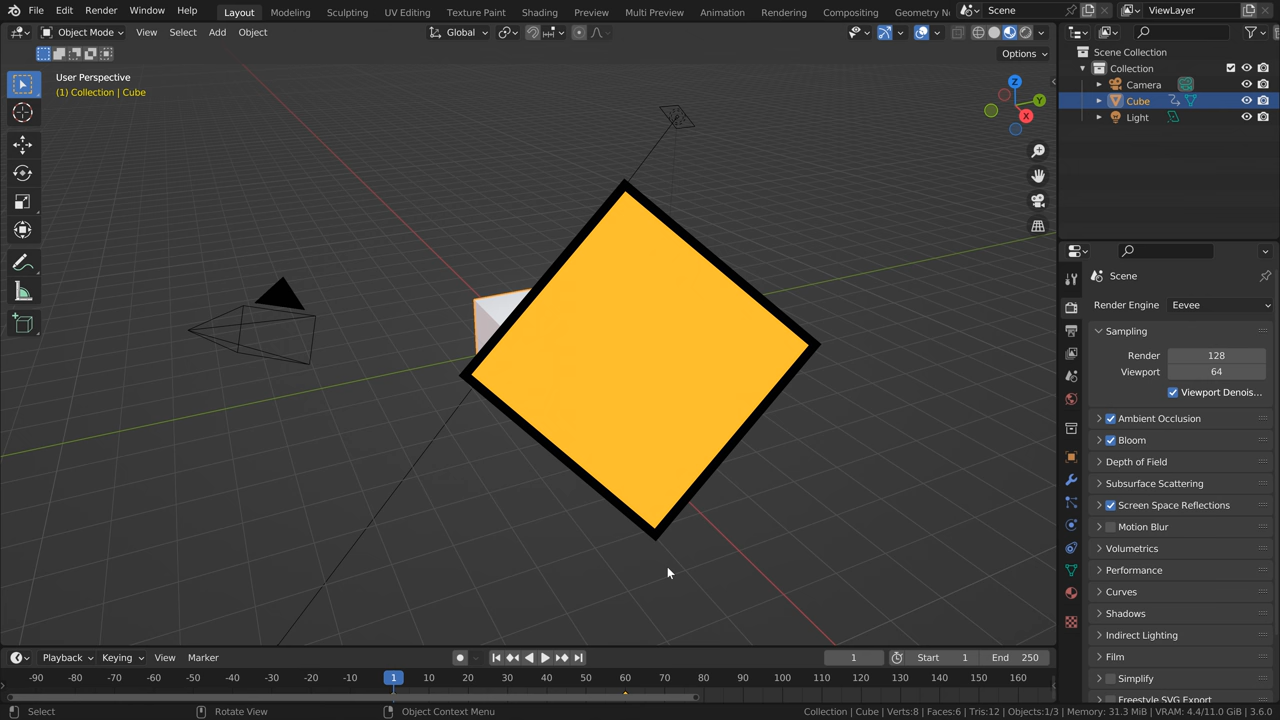 File Edit Render Window Help Layout Modeling Sculpting UV Editing Texture Paint Shading Preview Multi Preview Animation Rendering Compositing Geometry N Scene ViewLayer
Object Mode View Select Add Object Global
Options
User Perspective
(1) Collection | Cube
Z
Y
X
Scene Collection
Collection
Camera
Cube
Light
Scene
Render Engine Eevee
Sampling
Render 128
Viewport 64
Viewport Denois...
Ambient Occlusion
Bloom
Depth of Field
Subsurface Scattering
Screen Space Reflections
Motion Blur
Volumetrics
Performance
Curves
Shadows
Indirect Lighting
Film
Simplify
Freestyle SVG Export
Playback Keying View Marker 1 Start 1 End 250
-90 -80 -70 -60 -50 -40 -30 -20 -10 1 10 20 30 40 50 60 70 80 90 100 110 120 130 140 150 160
Select Rotate View Object Context Menu Collection | Cube | Verts:8 | Faces:6 | Tris:12 | Objects:1/3 | Memory: 31.3 MiB | VRAM: 4.4/11.0 GiB | 3.6.0